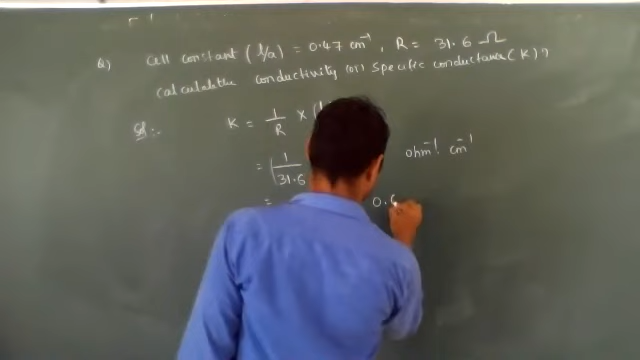 Q) Cell constant (l/a) = 0.47 cm⁻¹, R = 31.6 Ω
calculate the conductivity (or) specific conductance (K)?
Sol:- K = 1/R × (
= 1/31.6 ohm⁻¹. cm⁻¹
= 0.